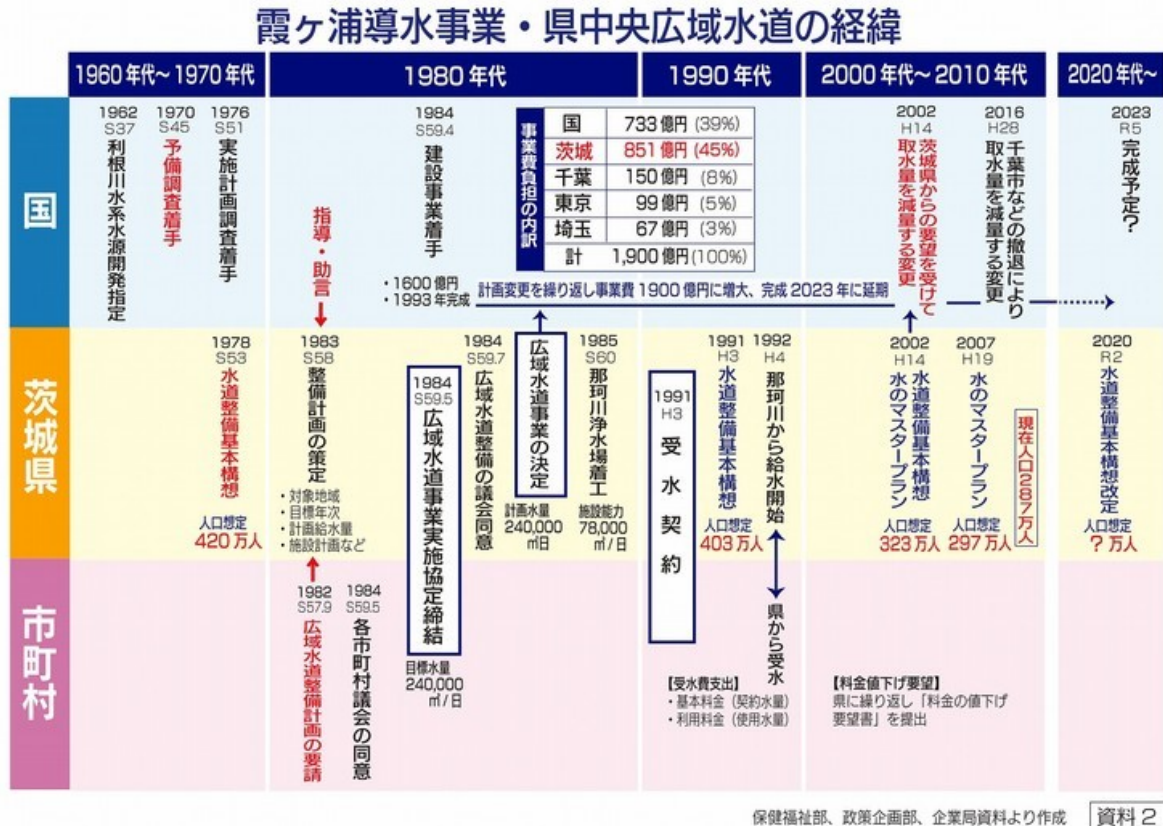 霞ヶ浦導水事業・県中央広域水道の経緯
1960年代～1970年代
1980年代
1990年代
2000年代～2010年代
2020年代～
国
1962
S37
利根川水系水源開発指定
1970
S45
予備調査着手
1976
S51
実施計画調査着手
指導・助言
1984
S59.4
建設事業着手
・1600億円
・1993年完成
事業費負担の内訳
国 733億円 (39%)
茨城 851億円 (45%)
千葉 150億円 (8%)
東京 99億円 (5%)
埼玉 67億円 (3%)
計 1,900億円 (100%)
計画変更を繰り返し事業費1900億円に増大、完成2023年に延期
2002
H14
茨城県からの要望を受けて
取水量を減量する変更
2016
H28
千葉市などの撤退により
取水量を減量する変更
2023
R5
完成予定？
茨城県
1978
S53
水道整備基本構想
人口想定
420万人
1983
S58
整備計画の策定
・対象地域
・目標年次
・計画給水量
・施設計画など
1984
S59.5
広域水道事業実施協定締結
目標水量
240,000
㎥/日
1984
S59.7
広域水道整備の議会同意
広域水道事業の決定
計画水量
240,000
㎥日
1985
S60
那珂川浄水場着工
施設能力
78,000
㎥/日
1991
H3
受水契約
1991
H3
水道整備基本構想
人口想定
403万人
1992
H4
那珂川から給水開始
2002
H14
水道整備基本構想
水のマスタープラン
人口想定
323万人
2007
H19
水のマスタープラン
人口想定
297万人
現在人口287万人
2020
R2
水道整備基本構想改定
人口想定
？万人
市町村
1982
S57.9
広域水道整備計画の要請
1984
S59.5
各市町村議会の同意
県から受水
【受水費支出】
・基本料金（契約水量）
・利用料金（使用水量）
【料金値下げ要望】
県に繰り返し「料金の値下げ
要望書」を提出
保健福祉部、政策企画部、企業局資料より作成
資料2